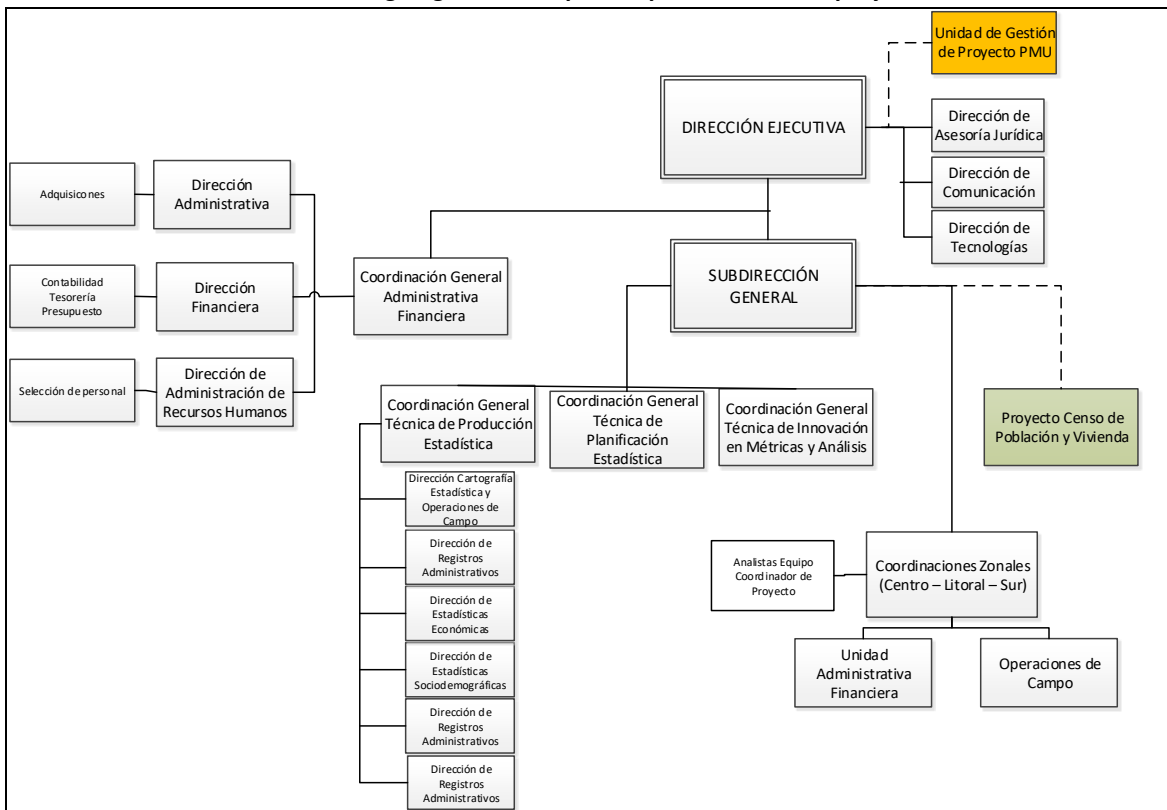 Unidad de Gestión
de Proyecto PMU
DIRECCIÓN EJECUTIVA
Dirección de
Asesoría Jurídica
Dirección de
Comunicación
Dirección de
Tecnologías
Adquisicones
Dirección
Administrativa
Contabilidad
Tesorería
Presupuesto
Dirección
Financiera
Coordinación General
Administrativa
Financiera
SUBDIRECCIÓN
GENERAL
Selección de personal
Dirección de
Administración de
Recursos Humanos
Coordinación General
Técnica de Producción
Estadística
Coordinación General
Técnica de
Planificación
Estadística
Coordinación General
Técnica de Innovación
en Métricas y Análisis
Proyecto Censo de
Población y Vivienda
Dirección Cartografía
Estadística y
Operaciones de
Campo
Dirección de
Registros
Administrativos
Dirección de
Estadísticas
Económicas
Dirección de
Estadísticas
Sociodemográficas
Dirección de
Registros
Administrativos
Dirección de
Registros
Administrativos
Analistas Equipo
Coordinador de
Proyecto
Coordinaciones Zonales
(Centro – Litoral – Sur)
Unidad
Administrativa
Financiera
Operaciones de
Campo